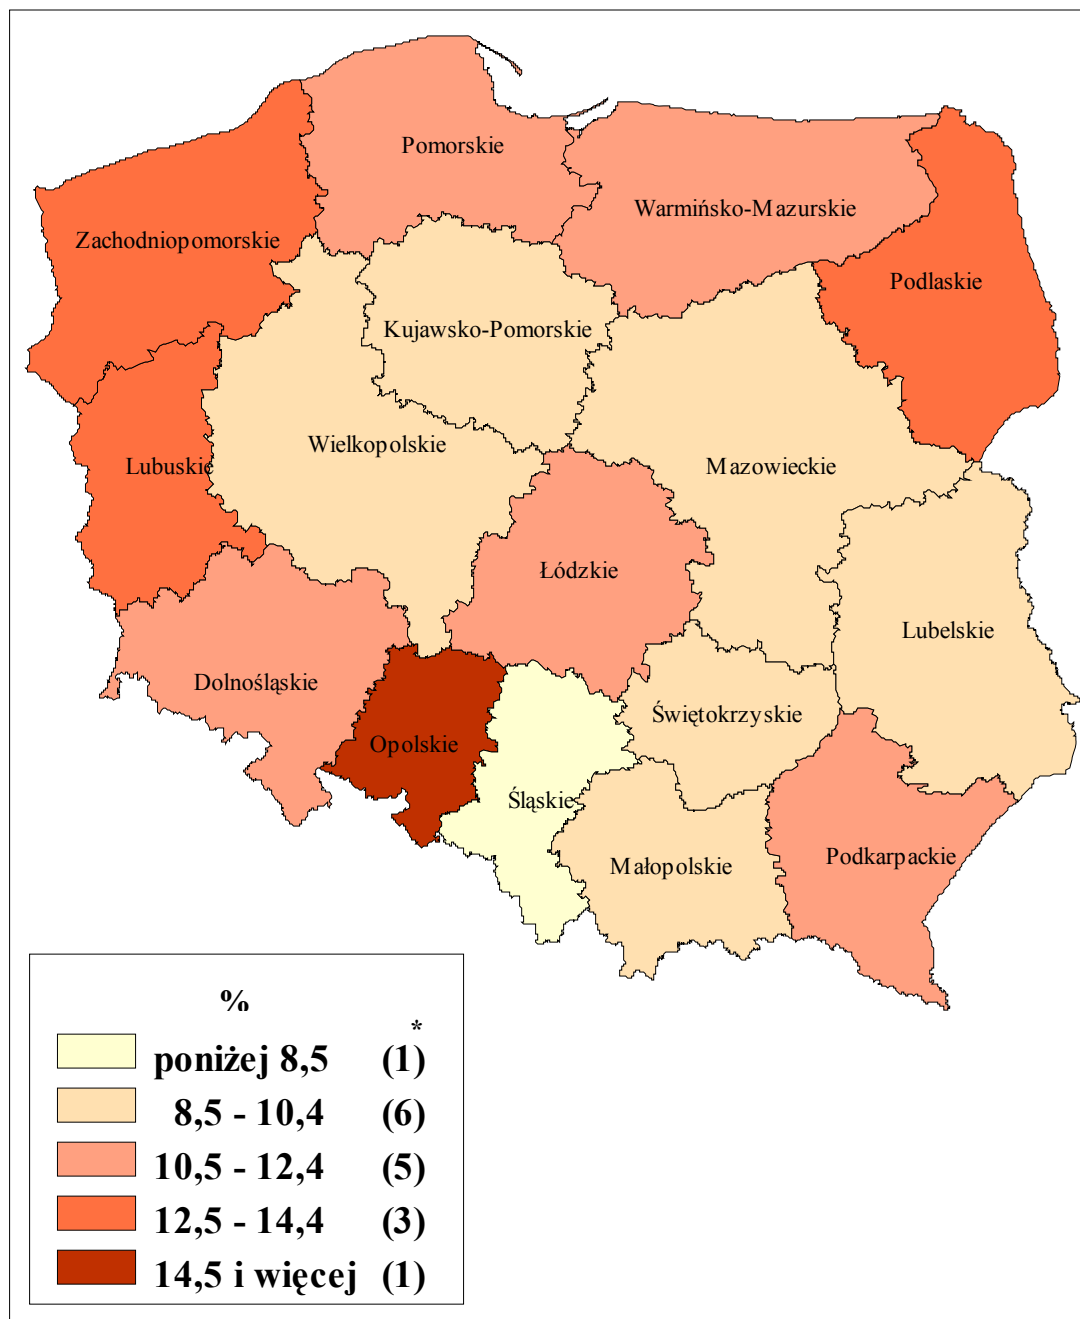 Pomorskie
Warmińsko-Mazurskie
Zachodniopomorskie
Podlaskie
Kujawsko-Pomorskie
Wielkopolskie
Mazowieckie
Lubuskie
Łódzkie
Lubelskie
Dolnośląskie
Świętokrzyskie
Opolskie
Śląskie
Małopolskie
Podkarpackie
%
*
poniżej 8,5 (1)
8,5 - 10,4 (6)
10,5 - 12,4 (5)
12,5 - 14,4 (3)
14,5 i więcej (1)